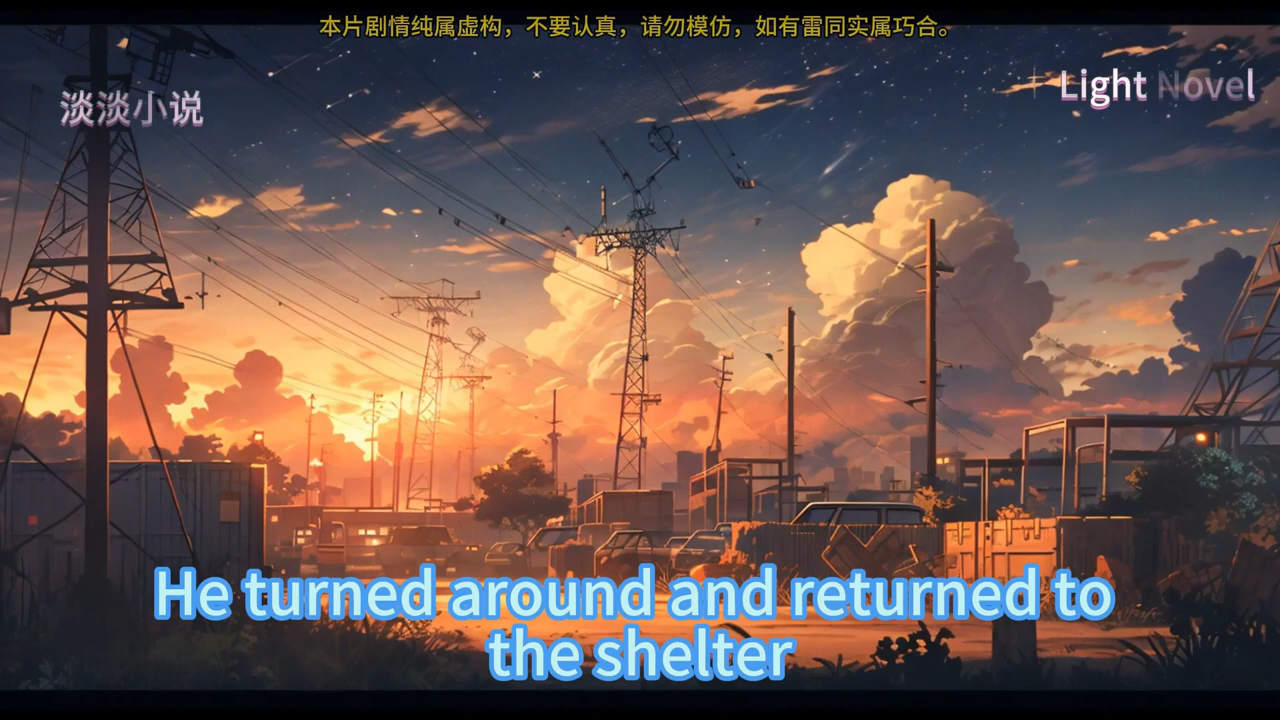 本片剧情纯属虚构，不要认真，请勿模仿，如有雷同实属巧合。
淡淡小说
Light Novel
He turned around and returned to
the shelter